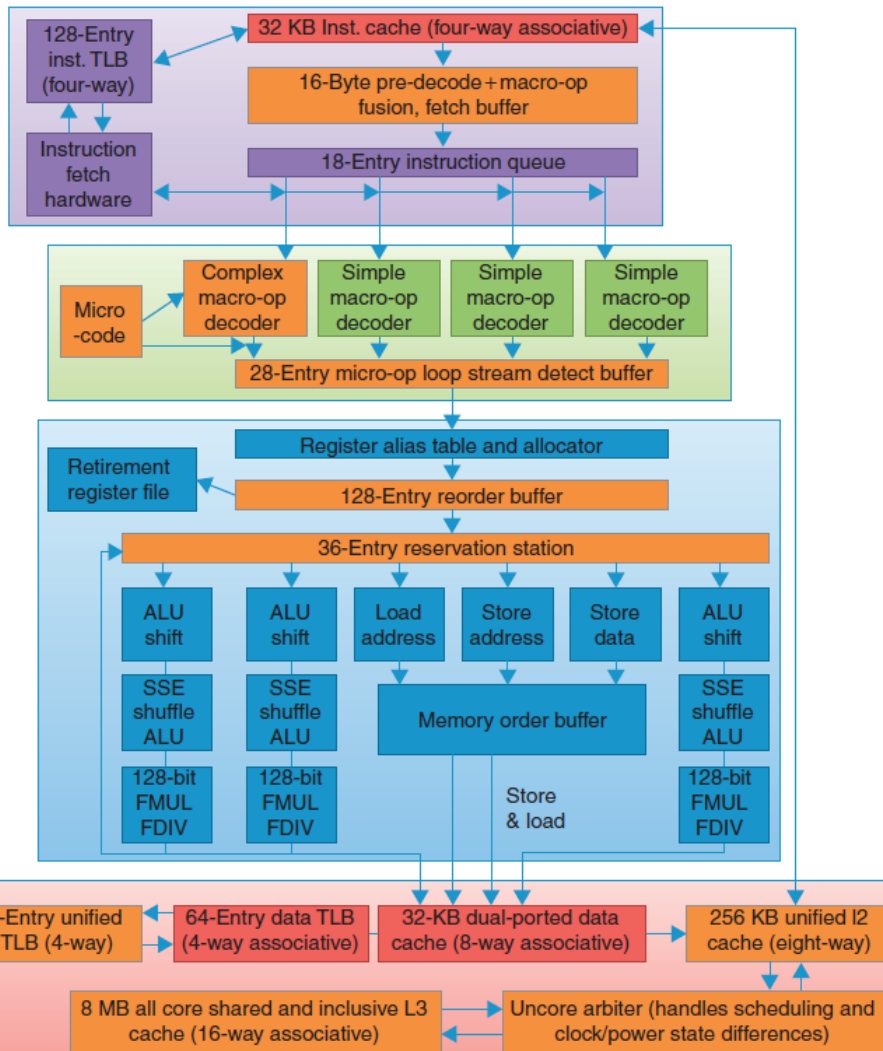 128-Entry
inst. TLB
(four-way)
32 KB Inst. cache (four-way associative)
16-Byte pre-decode+macro-op
fusion, fetch buffer
Instruction
fetch
hardware
18-Entry instruction queue
Micro
-code
Complex
macro-op
decoder
Simple
macro-op
decoder
Simple
macro-op
decoder
Simple
macro-op
decoder
28-Entry micro-op loop stream detect buffer
Register alias table and allocator
Retirement
register file
128-Entry reorder buffer
36-Entry reservation station
ALU
shift
ALU
shift
Load
address
Store
address
Store
data
ALU
shift
SSE
shuffle
ALU
SSE
shuffle
ALU
Memory order buffer
SSE
shuffle
ALU
128-bit
FMUL
FDIV
128-bit
FMUL
FDIV
Store
& load
128-bit
FMUL
FDIV
-Entry unified
TLB (4-way)
64-Entry data TLB
(4-way associative)
32-KB dual-ported data
cache (8-way associative)
256 KB unified l2
cache (eight-way)
8 MB all core shared and inclusive L3
cache (16-way associative)
Uncore arbiter (handles scheduling and
clock/power state differences)